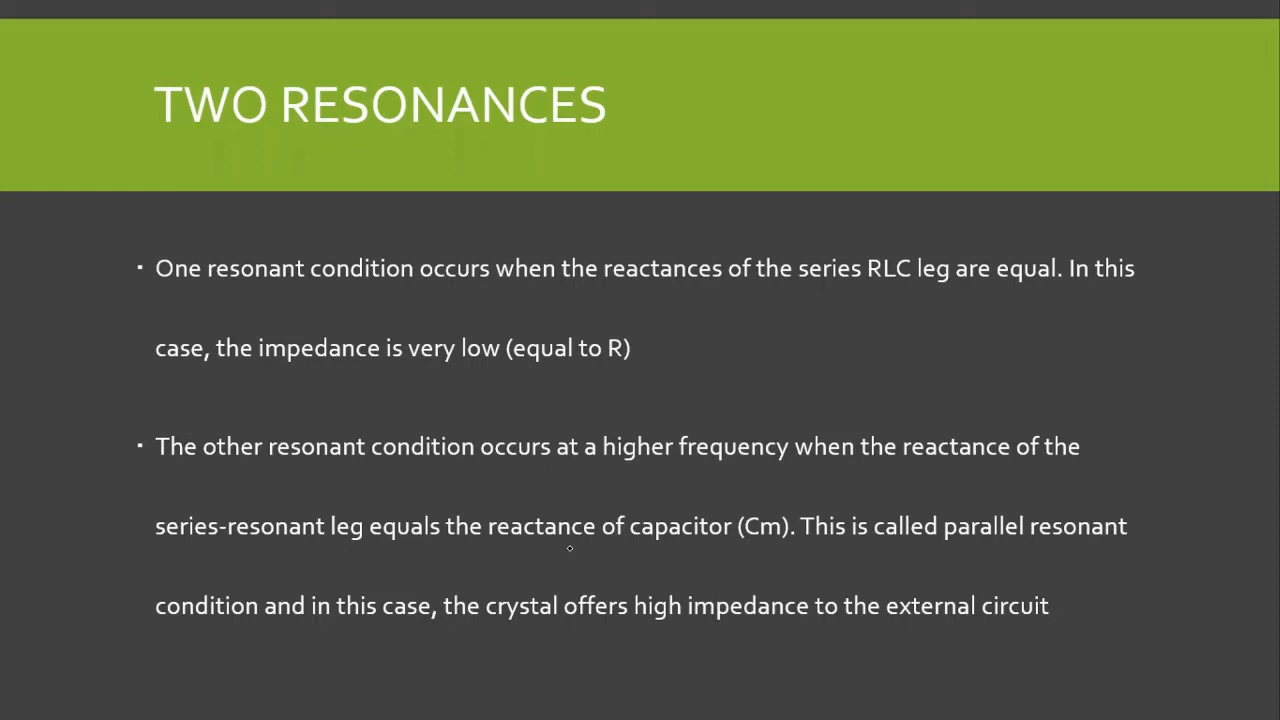 TWO RESONANCES
▪ One resonant condition occurs when the reactances of the series RLC leg are equal. In this
case, the impedance is very low (equal to R)
▪ The other resonant condition occurs at a higher frequency when the reactance of the
series-resonant leg equals the reactance of capacitor (Cm). This is called parallel resonant
condition and in this case, the crystal offers high impedance to the external circuit